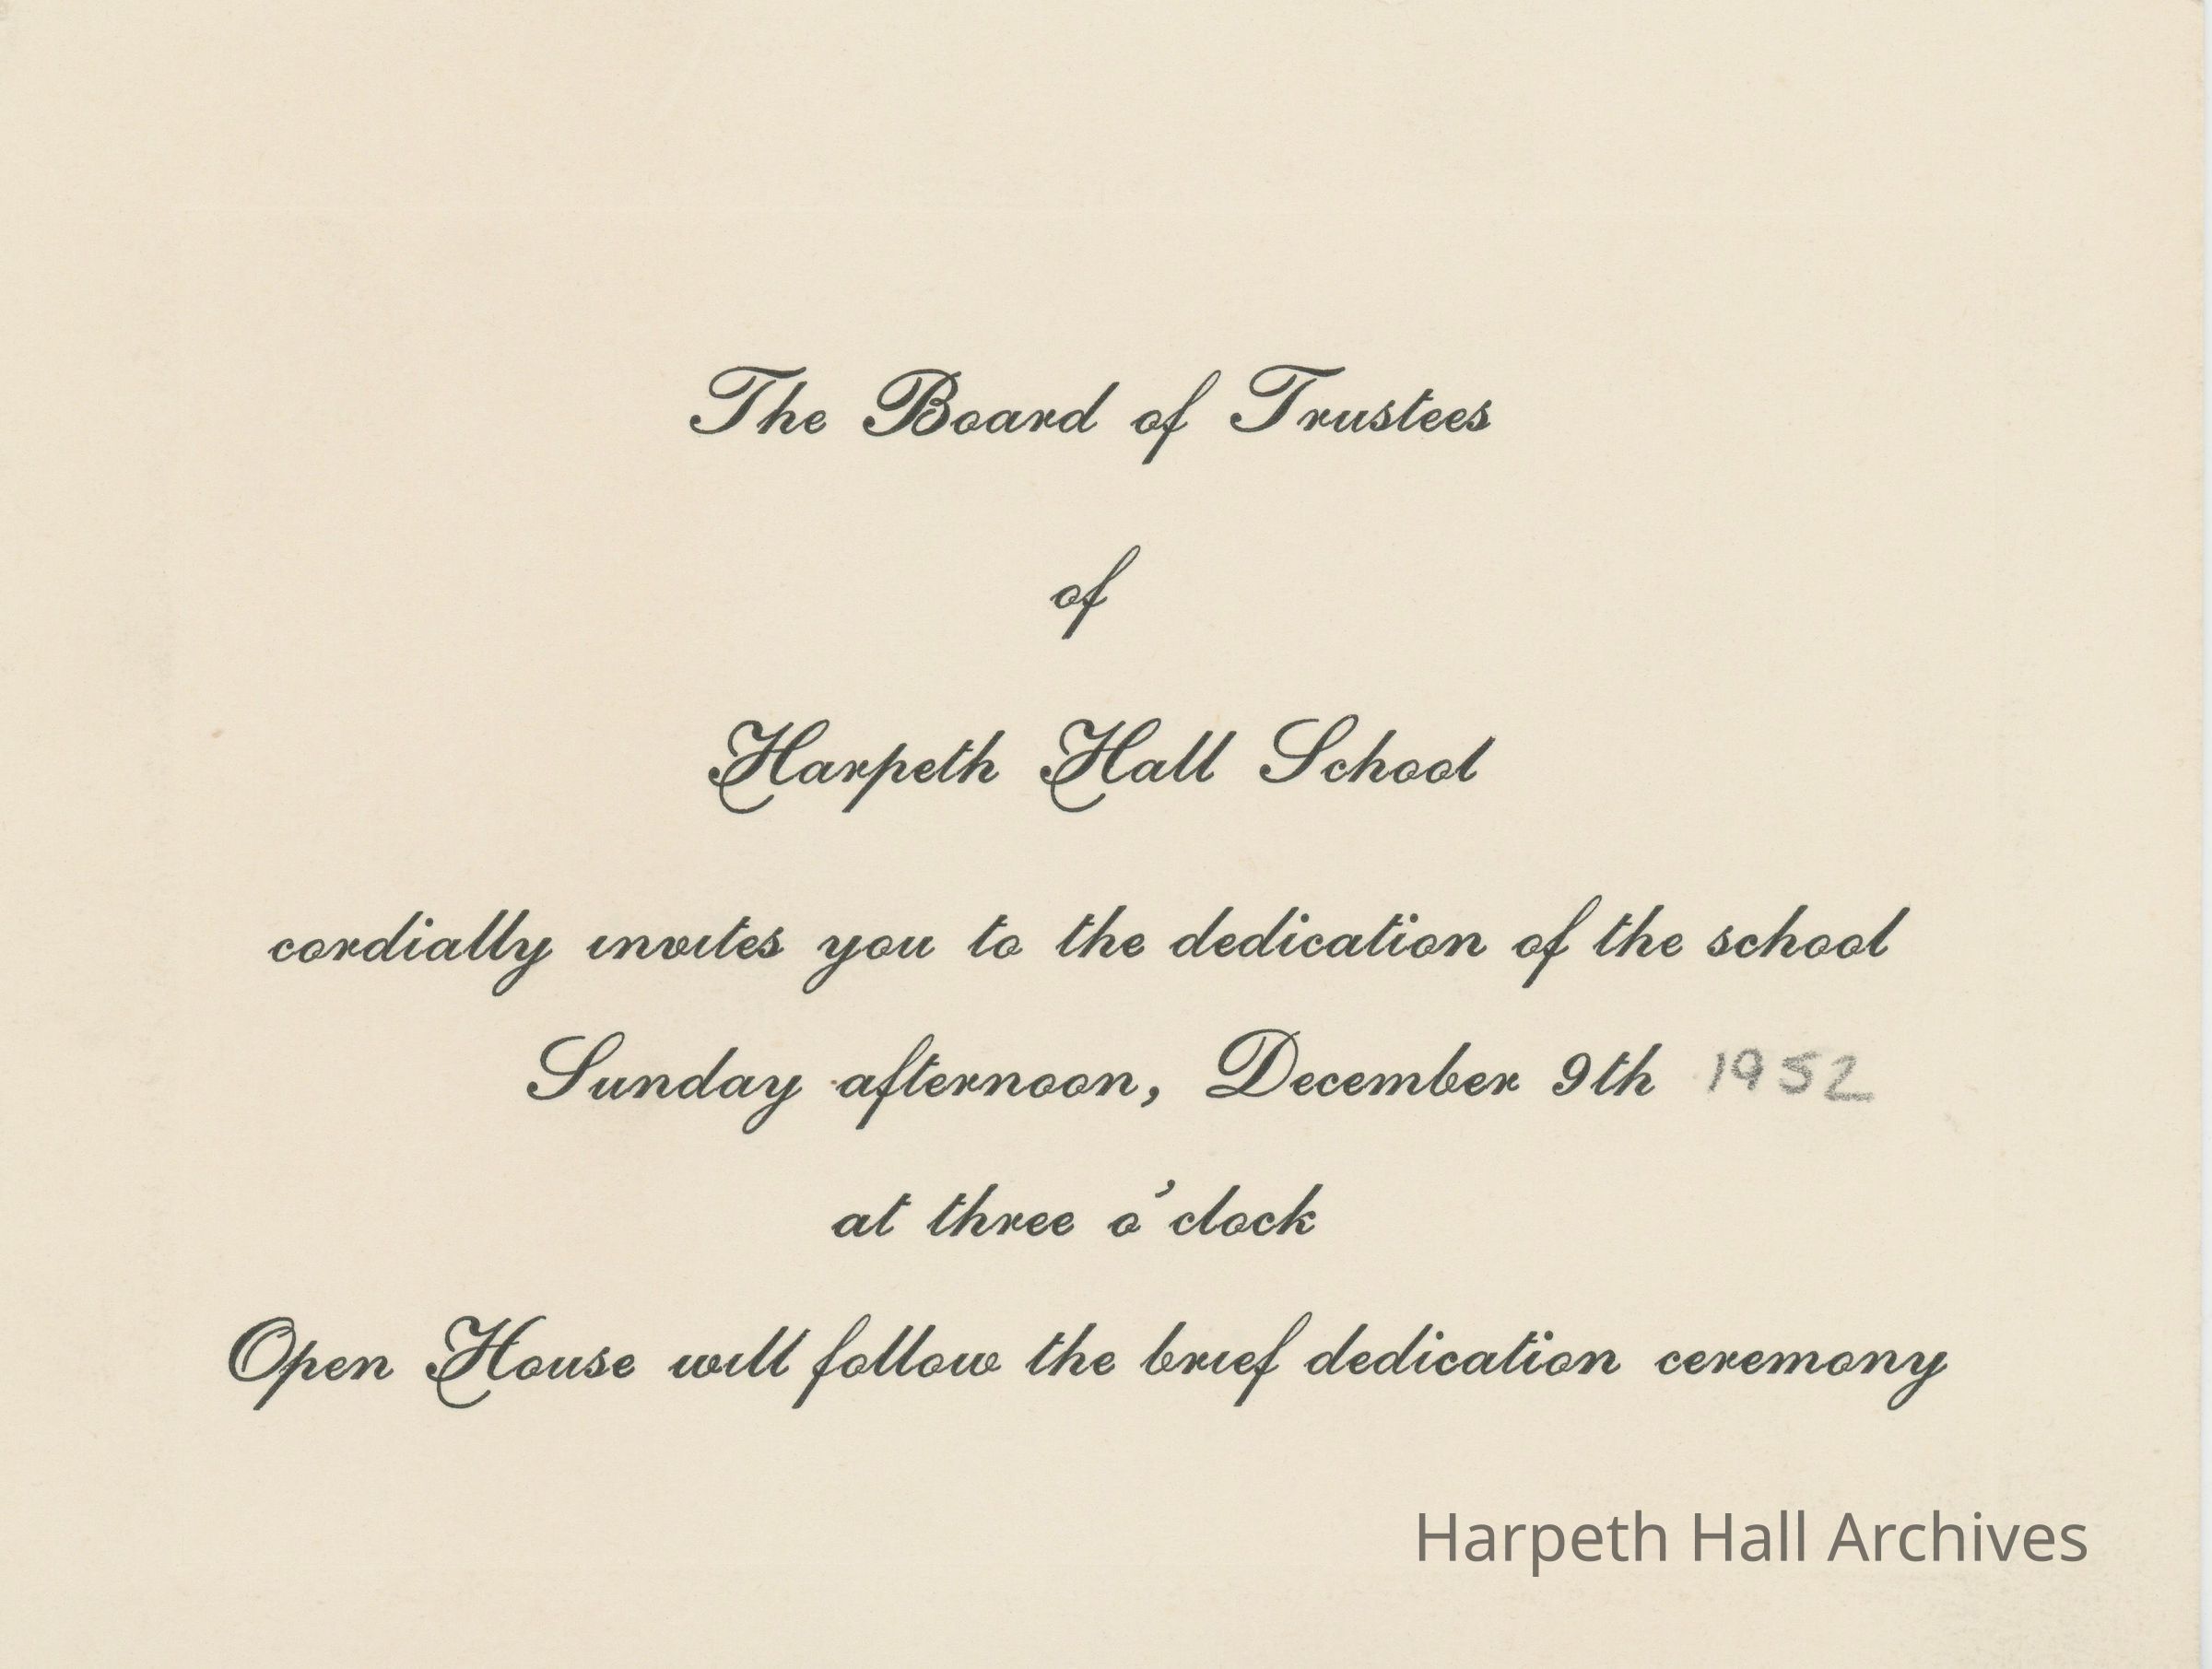 The Board of Trustees
of
Harpeth Hall School
cordially invites you to the dedication of the school
Sunday afternoon, December 9th 1952
at three o'clock
Open House will follow the brief dedication ceremony
Harpeth Hall Archives